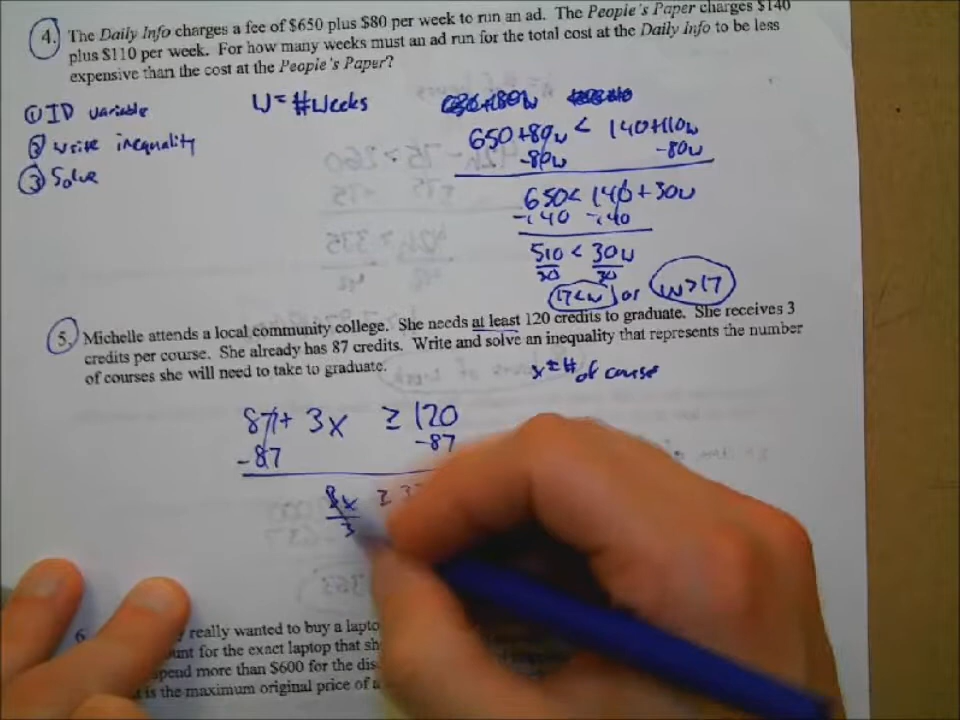 4. The Daily Info charges a fee of $650 plus $80 per week to run an ad. The People's Paper charges $140
plus $110 per week. For how many weeks must an ad run for the total cost at the Daily Info to be less
expensive than the cost at the People's Paper?
① ID variable
② write inequality
③ Solve
W = # Weeks
650+80w < 140+110w
-80w -80w
650 < 140 + 30w
-140 -140
510 < 30w
30 30
17<w or w>17
5. Michelle attends a local community college. She needs at least 120 credits to graduate. She receives 3
credits per course. She already has 87 credits. Write and solve an inequality that represents the number
of courses she will need to take to graduate.
x = # of course
87 + 3x ≥ 120
-87 -87
3x ≥ 3
3
6
really wanted to buy a lapto
unt for the exact laptop that sh
spend more than $600 for the dis
is the maximum original price of a